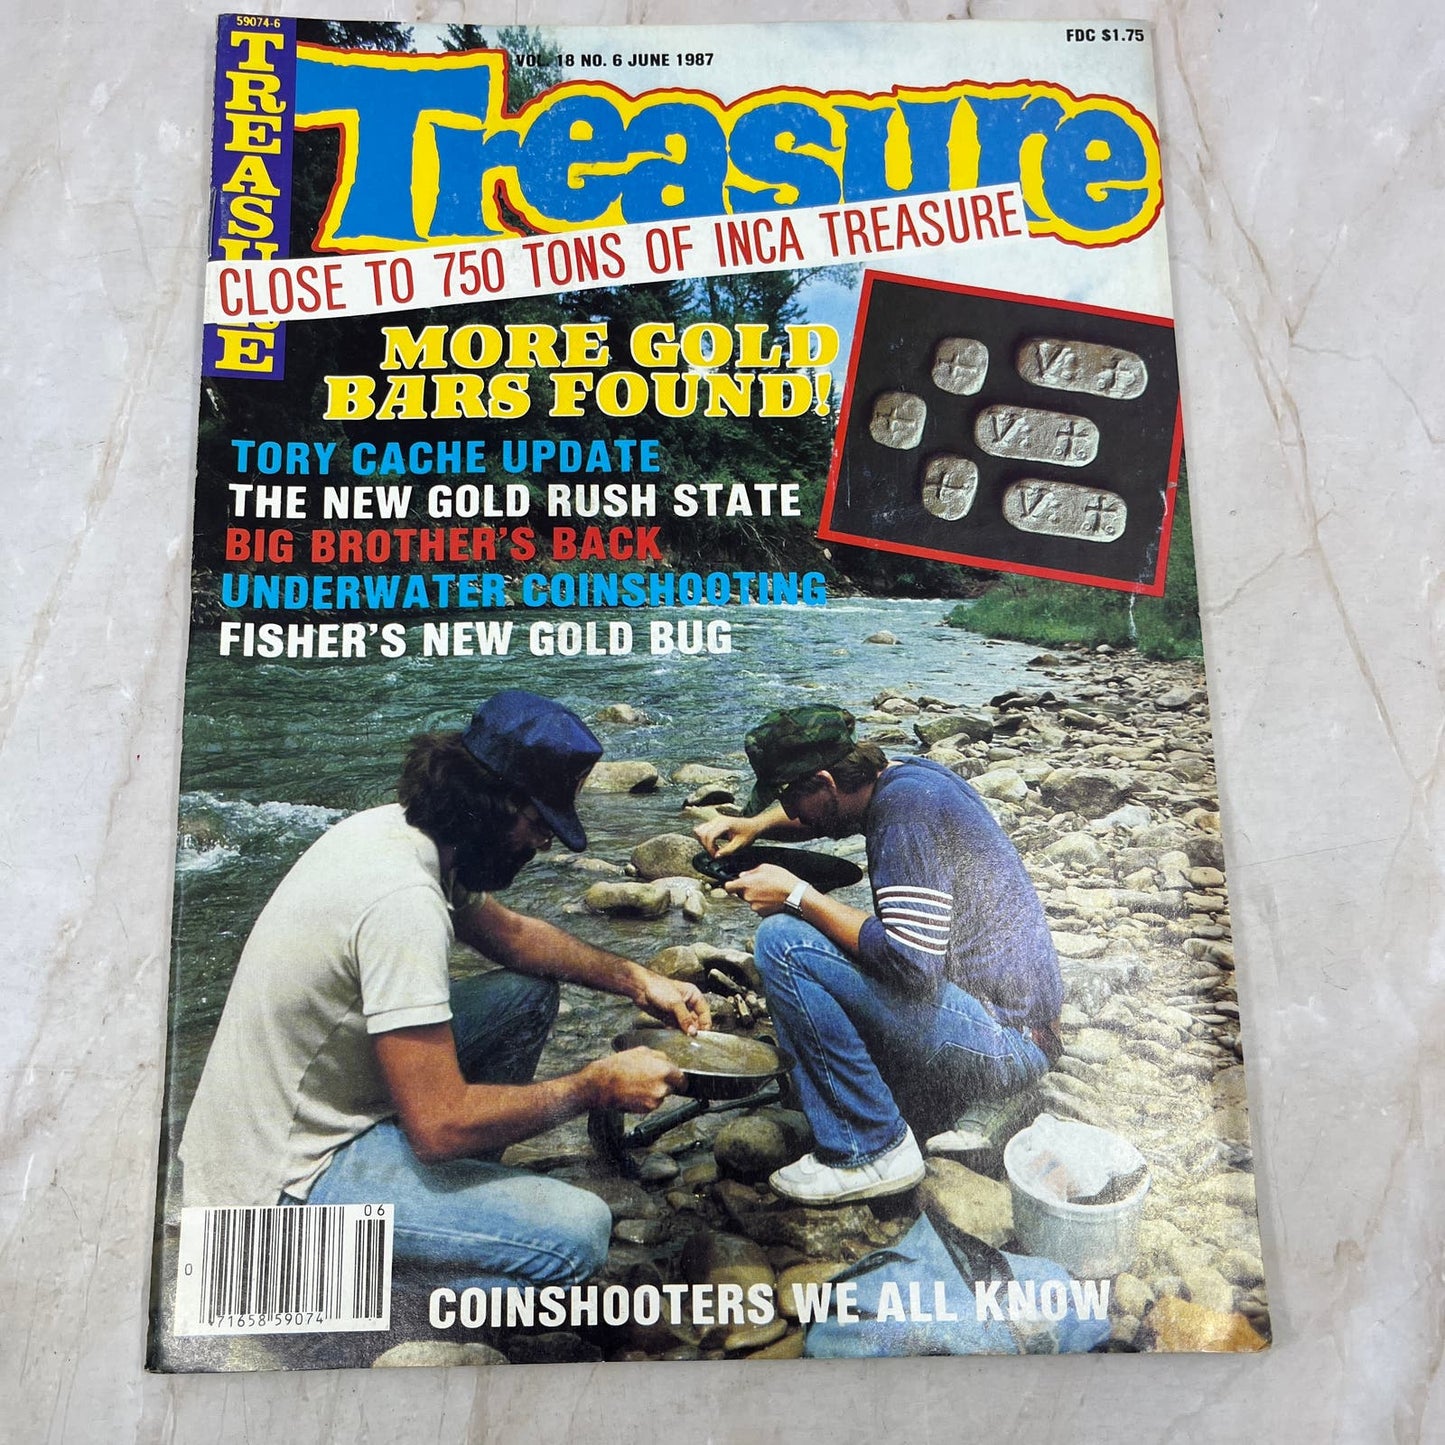 59074-6
TREASURE
VOL. 18 NO. 6 JUNE 1987
FDC $1.75
Treasure
CLOSE TO 750 TONS OF INCA TREASURE
MORE GOLD
BARS FOUND!
TORY CACHE UPDATE
THE NEW GOLD RUSH STATE
BIG BROTHER'S BACK
UNDERWATER COINSHOOTING
FISHER'S NEW GOLD BUG
06
0
71658 59074
COINSHOOTERS WE ALL KNOW